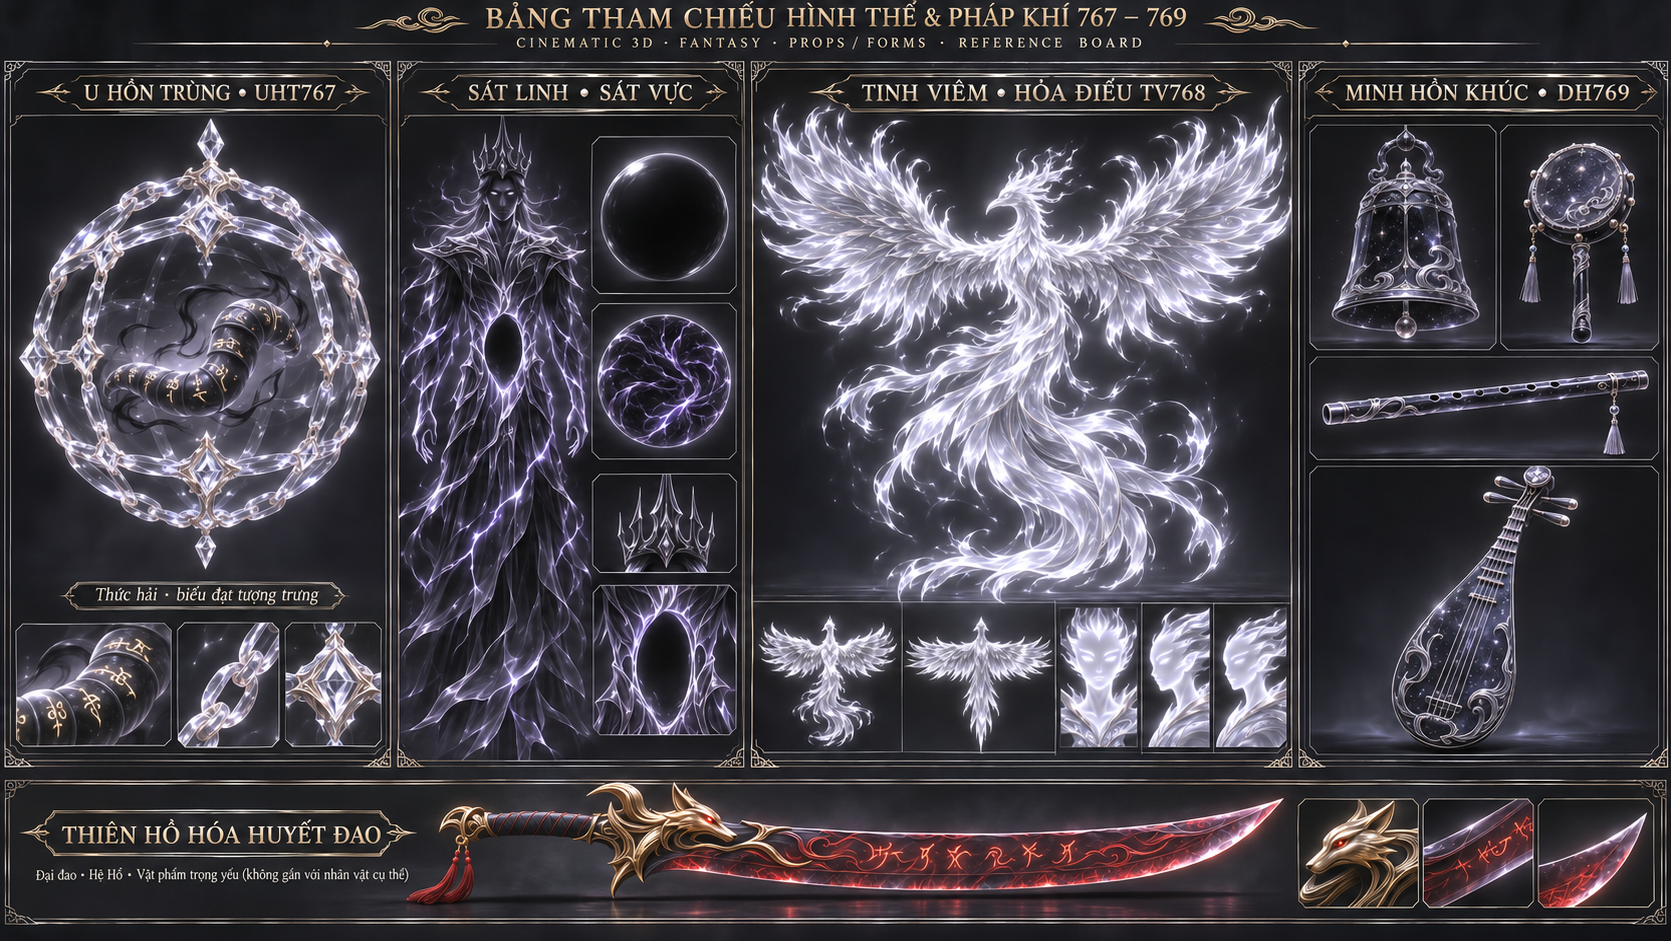 BẢNG THAM CHIẾU HÌNH THỂ & PHÁP KHÍ 767 – 769
CINEMATIC 3D · FANTASY · PROPS / FORMS · REFERENCE BOARD
U HỒN TRÙNG • UHT767
SÁT LINH • SÁT VỰC
TINH VIÊM • HỎA ĐIỂU TV768
MINH HỒN KHÚC • DH769
Thức hải · biểu đạt tượng trưng
THIÊN HỒ HÓA HUYẾT ĐAO
Đại đao • Hệ Hồ • Vật phẩm trọng yếu (không gắn với nhân vật cụ thể)